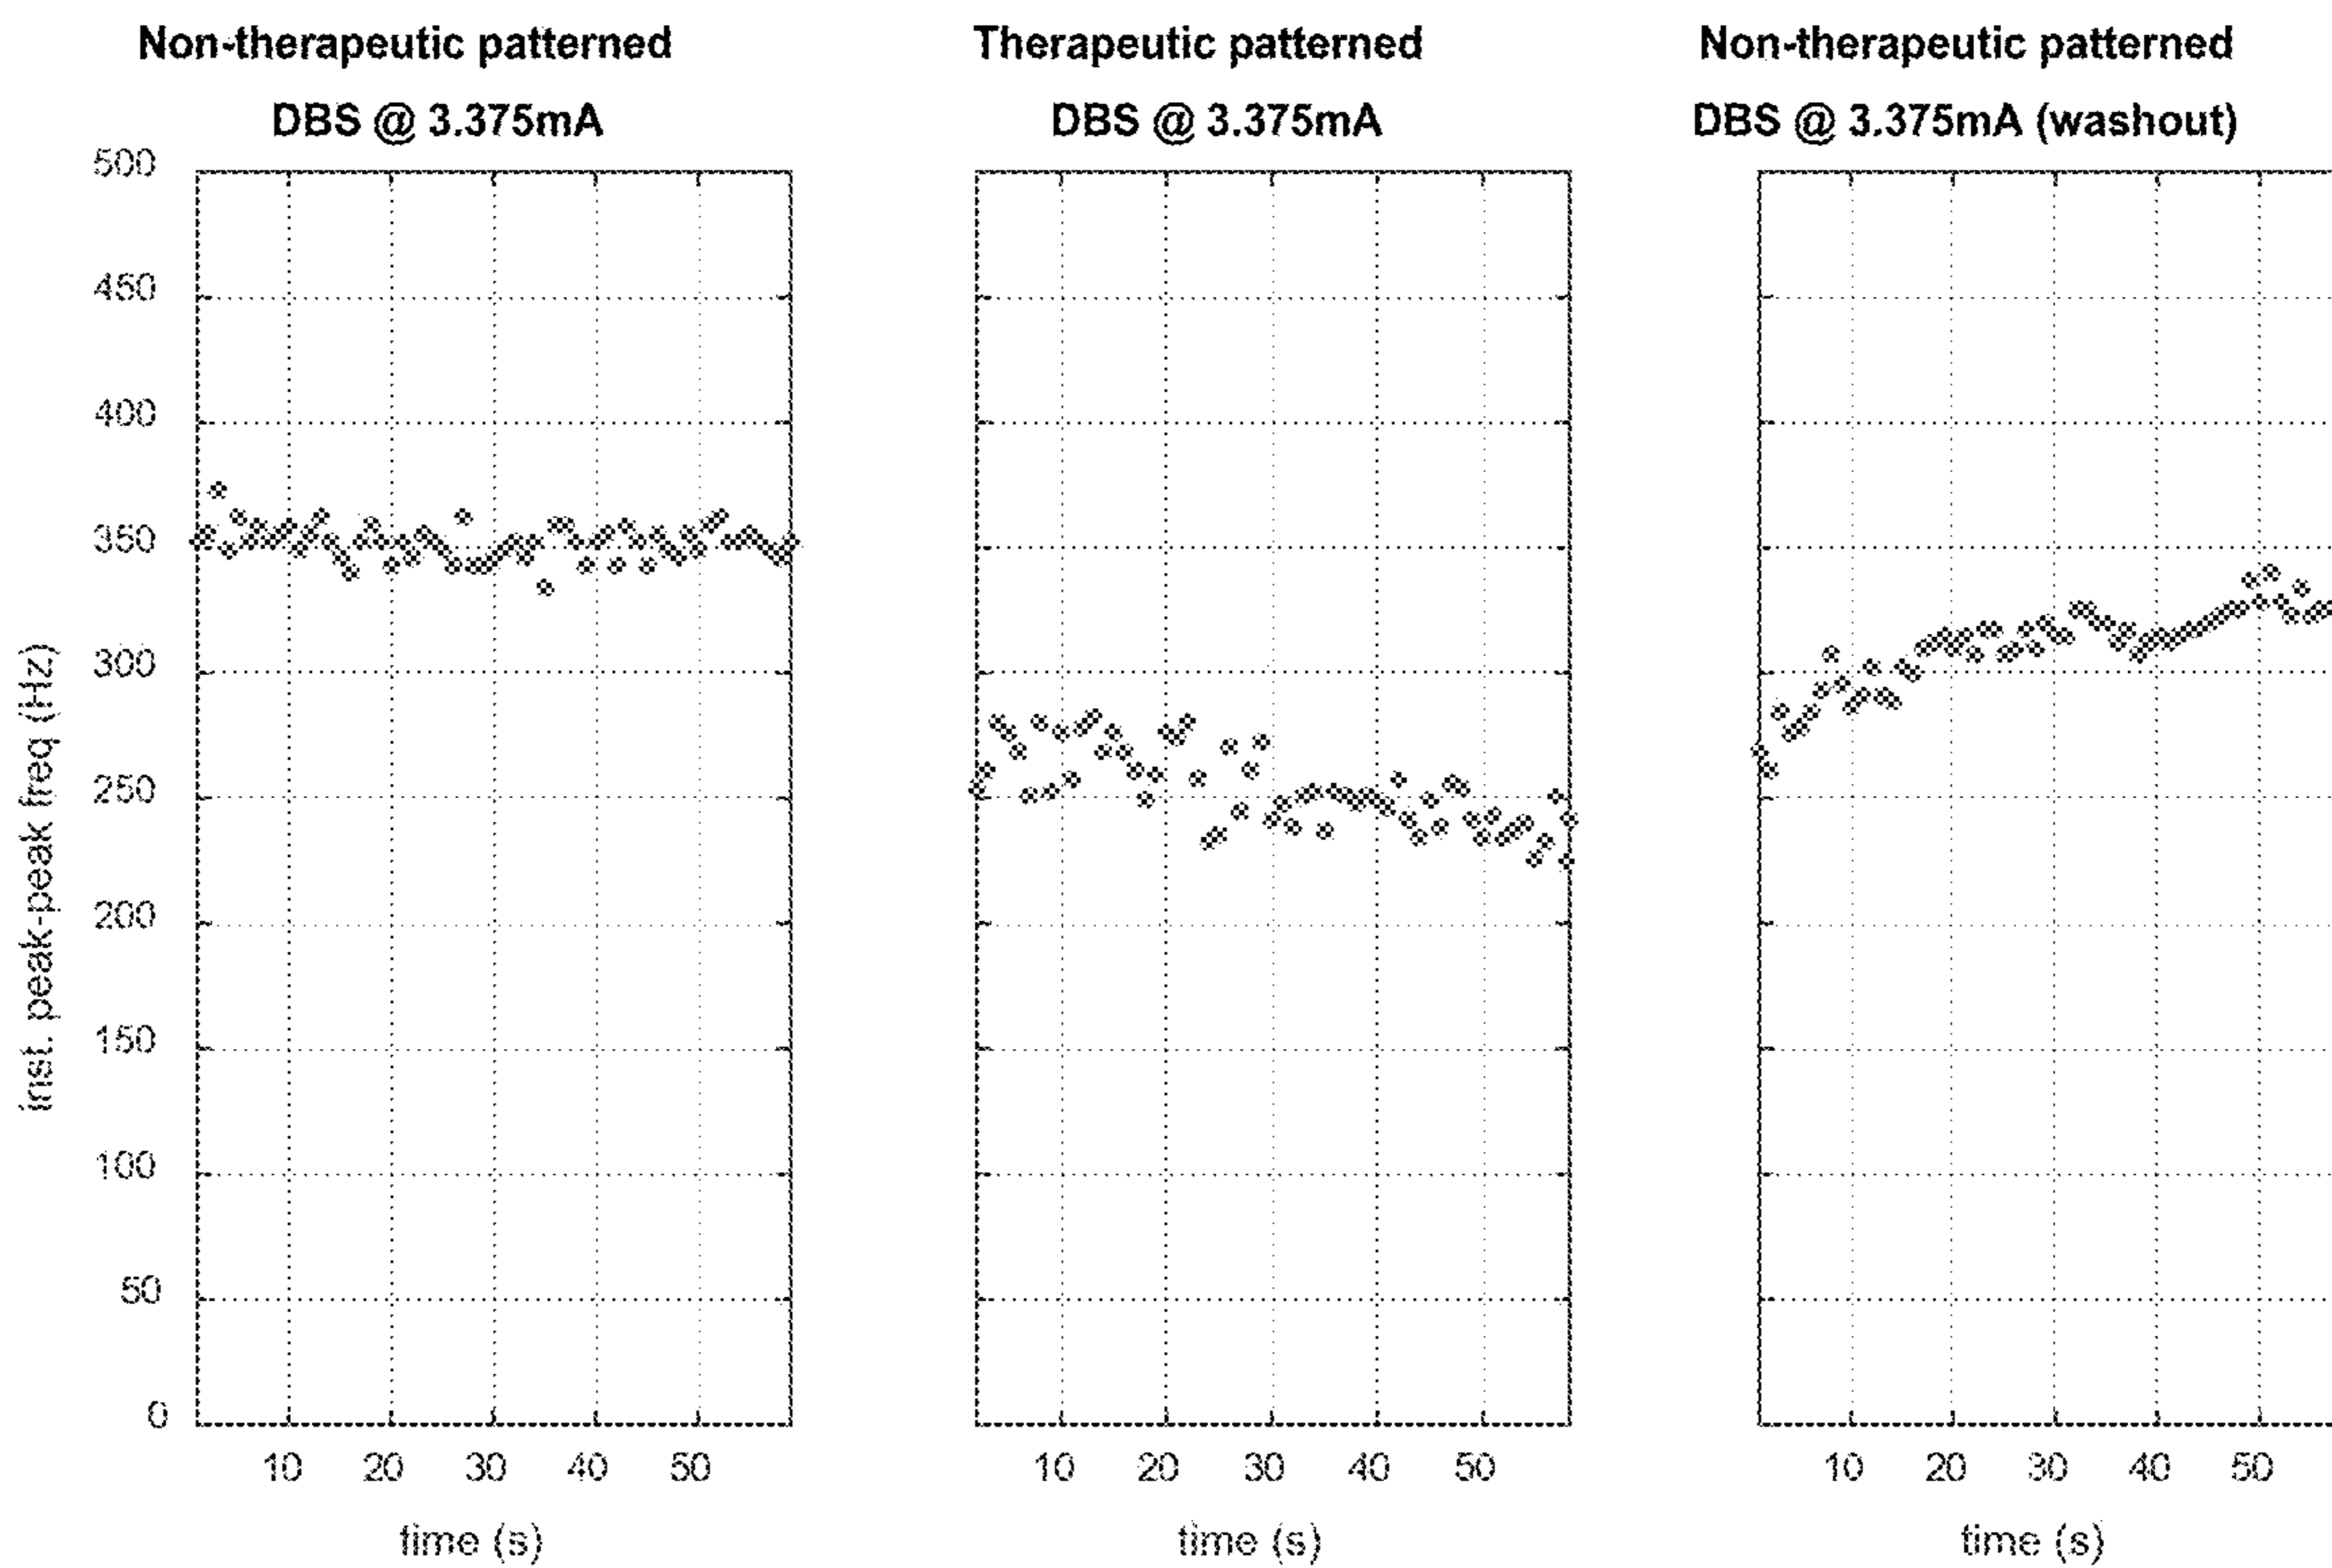 Non-therapeutic patterned
DBS @ 3.375mA
Therapeutic patterned
DBS @ 3.375mA
Non-therapeutic patterned
DBS @ 3.375mA (washout)
inst. peak-peak freq (Hz)
500
450
400
350
300
250
200
150
100
50
0
10 20 30 40 50
time (s)
10 20 30 40 50
time (s)
10 20 30 40 50
time (s)